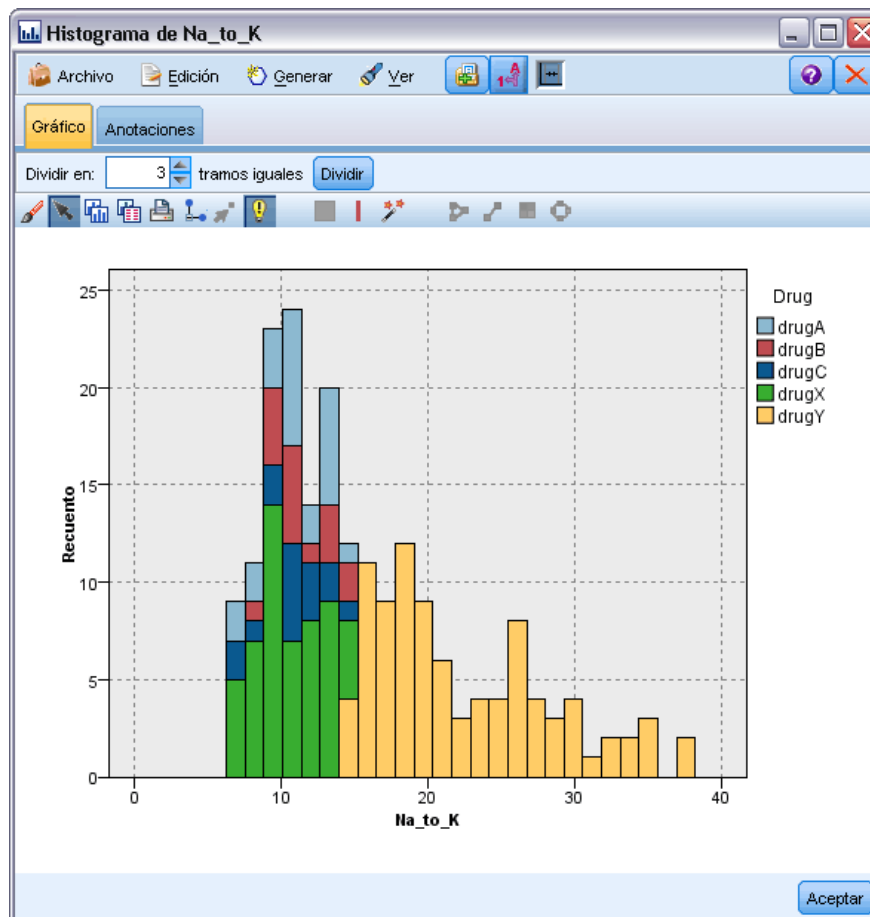 Histograma de Na_to_K
Archivo Edición Generar Ver
Gráfico Anotaciones
Dividir en: 3 tramos iguales Dividir
25
20
15
10
5
0
Recuento
0 10 20 30 40
Na_to_K
Drug
drugA
drugB
drugC
drugX
drugY
Aceptar